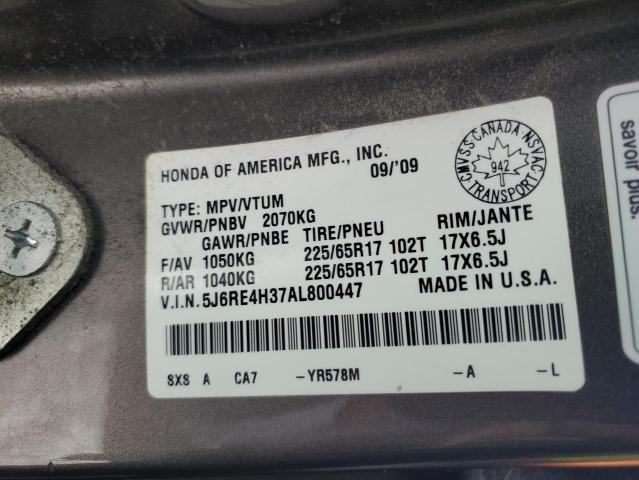 HONDA OF AMERICA MFG., INC.
09/'09
CMVSS CANADA NSVAC
942
TRANSPORT
TYPE: MPV/VTUM
GVWR/PNBV 2070KG
GAWR/PNBE TIRE/PNEU RIM/JANTE
F/AV 1050KG 225/65R17 102T 17X6.5J
R/AR 1040KG 225/65R17 102T 17X6.5J
V.I.N. 5J6RE4H37AL800447 MADE IN U.S.A.
SXS A CA7 -YR578M -A -L
savoir plus.